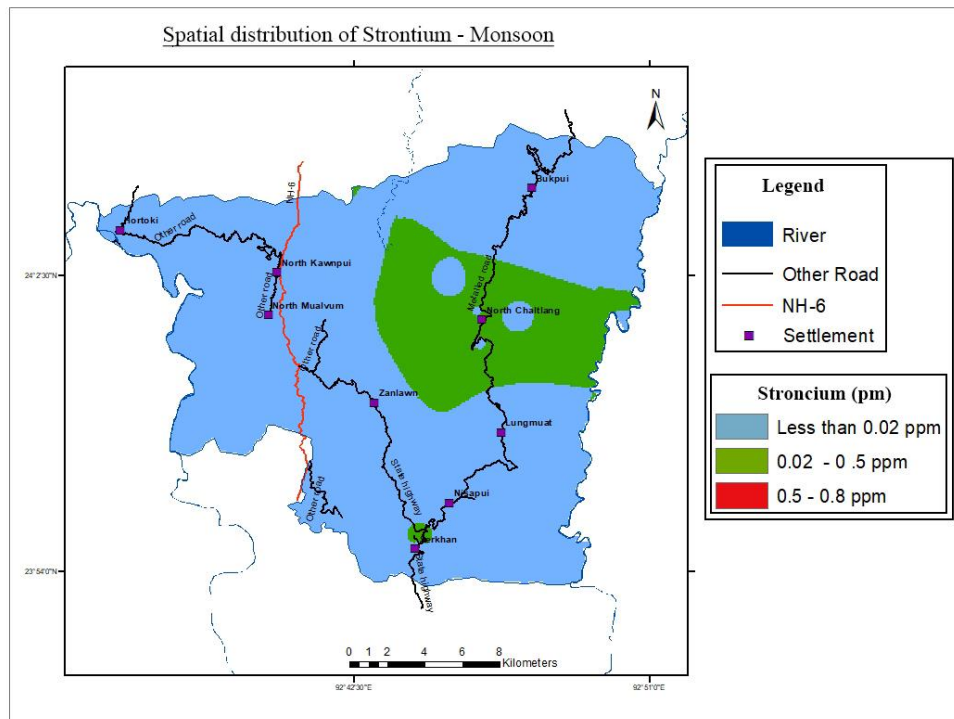 Spatial distribution of Strontium - Monsoon
N
Bukpui
NH-6
Hortoki
Other road
North Kawnpui
24° 2'30"N
Other road
North Mualvum
Metalled road
North Chaltlang
Other road
Zanlawn
Lungmuat
State highway
Nisapui
Other road
23° 54'0"N
State highway
0 1 2 4 6 8
Kilometers
92° 42'30"E
92° 51'0"E
Legend
River
Other Road
NH-6
Settlement
Stroncium (pm)
Less than 0.02 ppm
0.02 - 0 .5 ppm
0.5 - 0.8 ppm